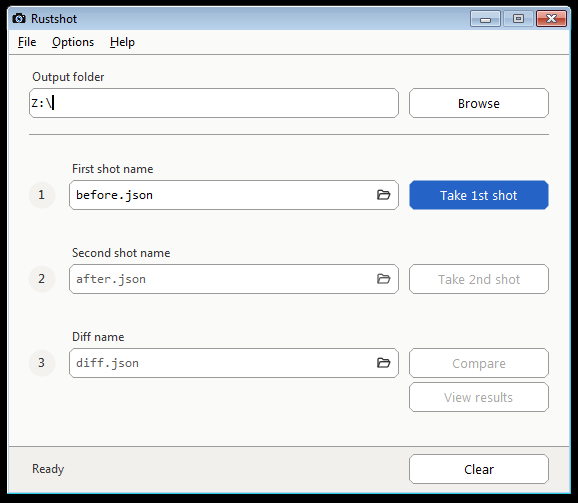 Rustshot
File Options Help
Output folder
Z:\
Browse
First shot name
1
before.json
Take 1st shot
Second shot name
2
after.json
Take 2nd shot
Diff name
3
diff.json
Compare
View results
Ready
Clear